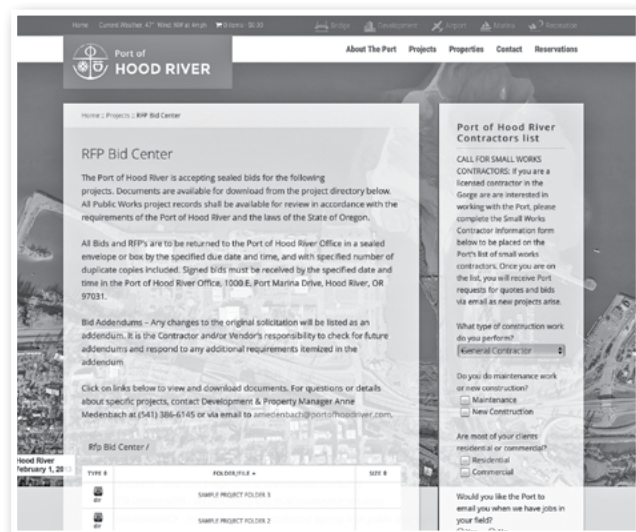 Home
Current Weather: 47° Wind: NW at 4mph
0 items - $0.00
Bridge
Development
Airport
Marina
Recreation
Port of
HOOD RIVER
About The Port
Projects
Properties
Contact
Reservations
Home :: Projects :: RFP Bid Center
RFP Bid Center
The Port of Hood River is accepting sealed bids for the following
projects. Documents are available for download from the project directory below.
All Public Works project records shall be available for review in accordance with the
requirements of the Port of Hood River and the laws of the State of Oregon.
All Bids and RFP's are to be returned to the Port of Hood River Office in a sealed
envelope or box by the specified due date and time, and with specified number of
duplicate copies included. Signed bids must be received by the specified date and
time in the Port of Hood River Office, 1000 E. Port Marina Drive, Hood River, OR
97031.
Bid Addendums – Any changes to the original solicitation will be listed as an
addendum. It is the Contractor and/or Vendor's responsibility to check for future
addendums and respond to any additional requirements itemized in the
addendum
Click on links below to view and download documents. For questions or details
about specific projects, contact Development & Property Manager Anne
Medenbach at (541) 386-6145 or via email to amedenbach@portofhoodriver.com.
Rfp Bid Center /
Hood River
February 1, 20
TYPE
FOLDER/FILE
SIZE
DIR
SAMPLE PROJECT FOLDER 3
DIR
SAMPLE PROJECT FOLDER 2
Port of Hood River
Contractors list
CALL FOR SMALL WORKS
CONTRACTORS: If you are a
licensed contractor in the
Gorge are are interested in
working with the Port, please
complete the Small Works
Contractor Information form
below to be placed on the
Port's list of small works
contractors. Once you are on
the list, you will receive Port
requests for quotes and bids
via email as new projects arise.
What type of construction work
do you perform?
General Contractor
Do you do maintenance work
or new construction?
Maintenance
New Construction
Are most of your clients
residential or commercial?
Residential
Commercial
Would you like the Port to
email you when we have jobs in
your field?